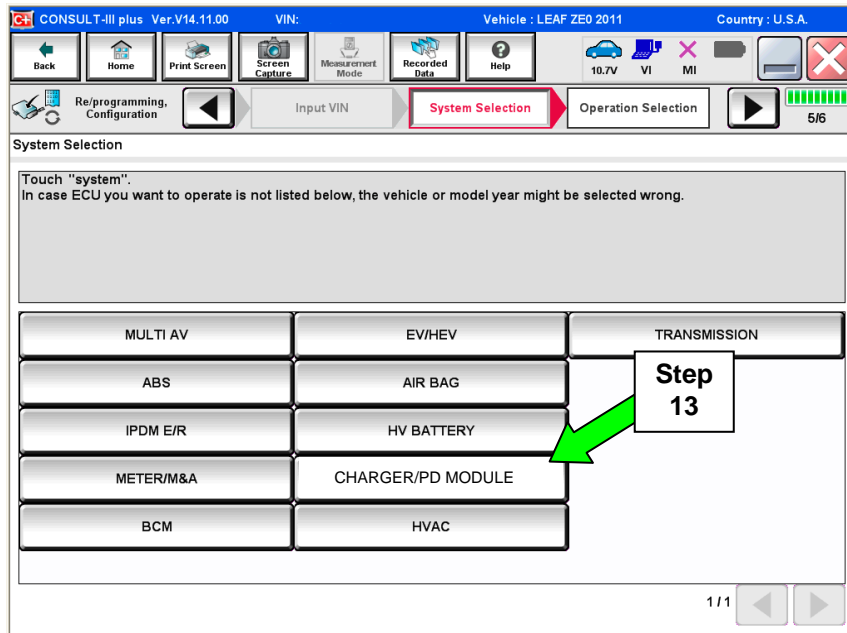 C+ CONSULT-III plus Ver.V14.11.00 VIN: Vehicle : LEAF ZE0 2011 Country : U.S.A.
Back Home Print Screen Screen Capture Measurement Mode Recorded Data Help 10.7V VI MI
Re/programming, Configuration Input VIN System Selection Operation Selection 5/6
System Selection
Touch "system".
In case ECU you want to operate is not listed below, the vehicle or model year might be selected wrong.
MULTI AV EV/HEV TRANSMISSION
ABS AIR BAG
Step
13
IPDM E/R HV BATTERY
METER/M&A CHARGER/PD MODULE
BCM HVAC
1/1